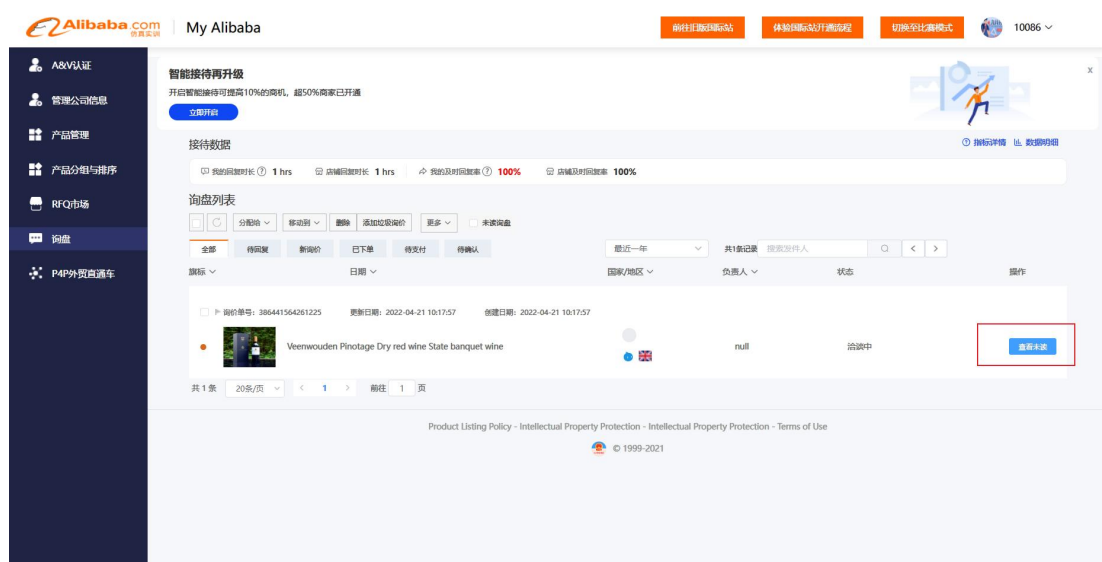 Alibaba.com 仿真实训 My Alibaba 前往旧版国际站 体验国际站开通流程 切换至比赛模式 10086
A&V认证
管理公司信息
产品管理
产品分组与排序
RFQ市场
询盘
P4P外贸直通车
智能接待再升级 x
开启智能接待可提高10%的商机，超50%商家已开通
立即开启
接待数据 指标详情 数据明细
我的回复时长 1 hrs 店铺回复时长 1 hrs 我的及时回复率 100% 店铺及时回复率 100%
询盘列表
分配给 移动到 删除 添加垃圾询价 更多 未读询盘
全部 待回复 新询价 已下单 待支付 待确认 最近一年 共1条记录 搜索发件人 < >
旗标 日期 国家/地区 负责人 状态 操作
询价单号：386441564261225 更新日期：2022-04-21 10:17:57 创建日期：2022-04-21 10:17:57
Veenwouden Pinotage Dry red wine State banquet wine null 洽谈中 查看未读
共 1 条 20条/页 < 1 > 前往 1 页
Product Listing Policy - Intellectual Property Protection - Intellectual Property Protection - Terms of Use
© 1999-2021